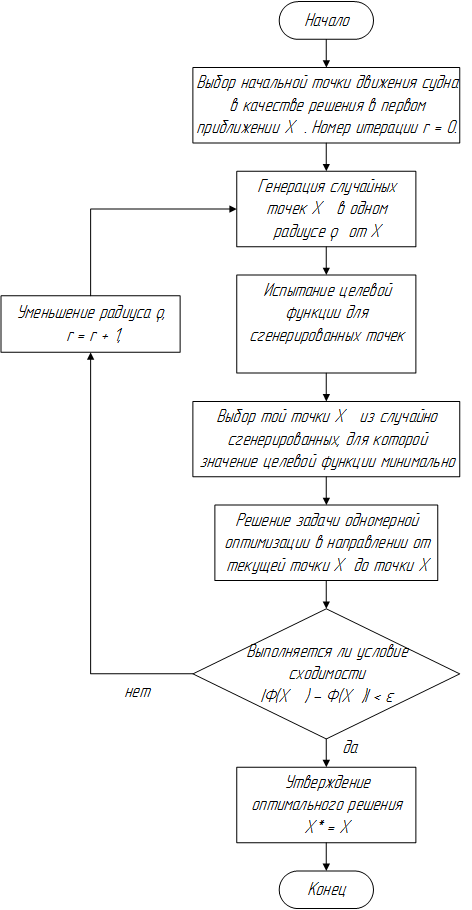 Начало
Выбор начальной точки движения судна
в качестве решения в первом
приближении X . Номер итерации r = 0.
Генерация случайных
точек X в одном
радиусе ρ от X
Испытание целевой
функции для
сгенерированных точек
Уменьшение радиуса ρ,
r = r + 1,
Выбор той точки X из случайно
сгенерированных, для которой
значение целевой функции минимально
Решение задачи одномерной
оптимизации в направлении от
текущей точки X до точки X
Выполняется ли условие
сходимости
|Ф(X ) – Ф(X )| < ε
нет
да
Утверждение
оптимального решения
X* = X
Конец